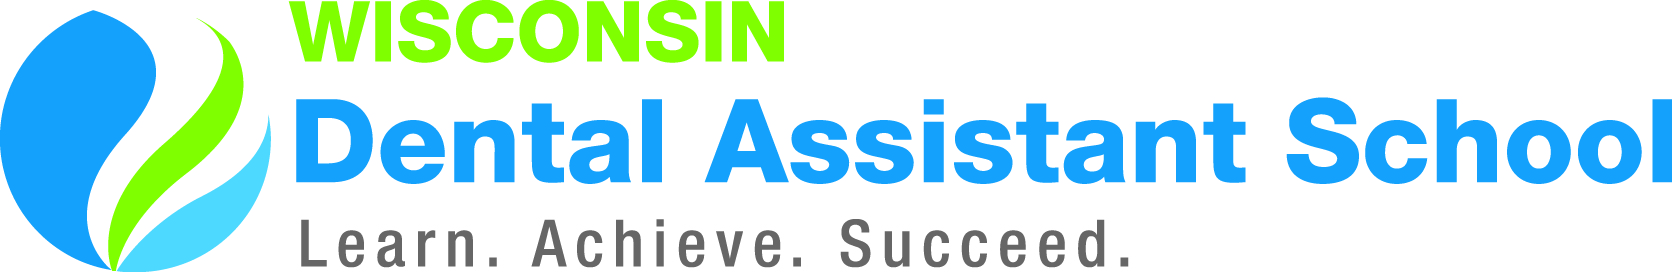 WISCONSIN
Dental Assistant School
Learn. Achieve. Succeed.